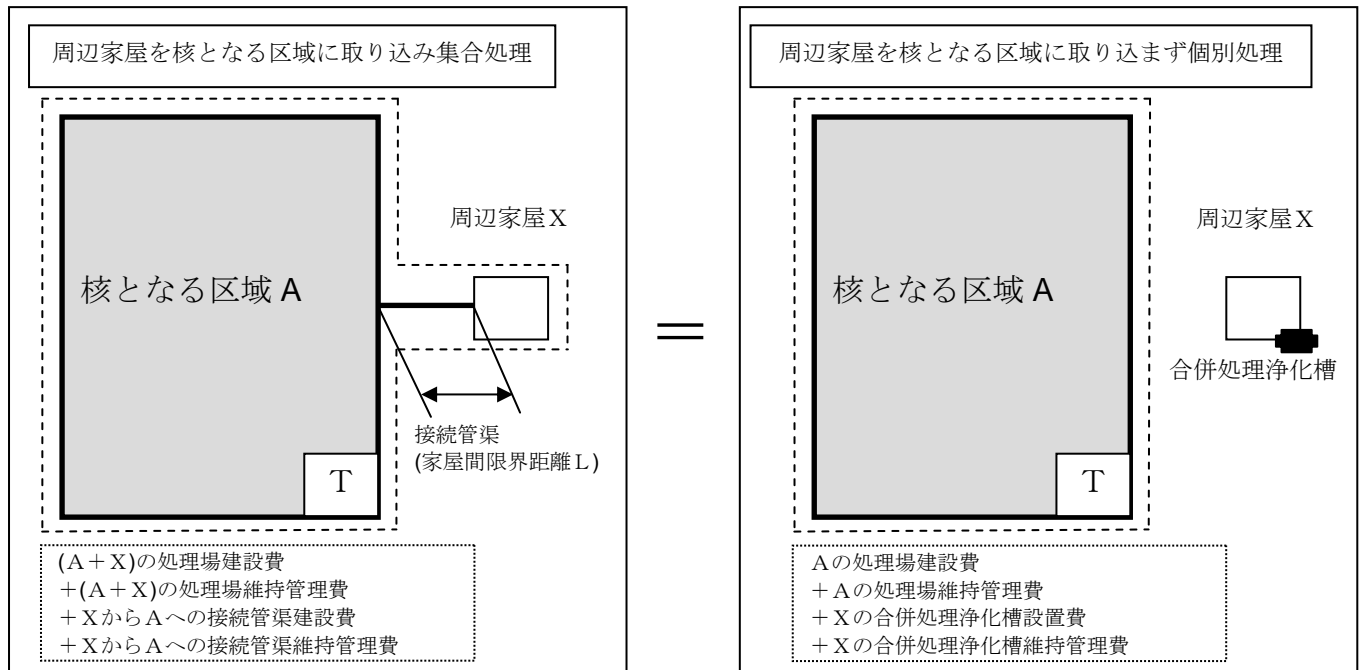 周辺家屋を核となる区域に取り込み集合処理
周辺家屋Ｘ
核となる区域 A
接続管渠
(家屋間限界距離Ｌ)
Ｔ
(Ａ＋Ｘ)の処理場建設費
＋(Ａ＋Ｘ)の処理場維持管理費
＋ＸからＡへの接続管渠建設費
＋ＸからＡへの接続管渠維持管理費
＝
周辺家屋を核となる区域に取り込まず個別処理
周辺家屋Ｘ
核となる区域 A
合併処理浄化槽
Ｔ
Ａの処理場建設費
＋Ａの処理場維持管理費
＋Ｘの合併処理浄化槽設置費
＋Ｘの合併処理浄化槽維持管理費